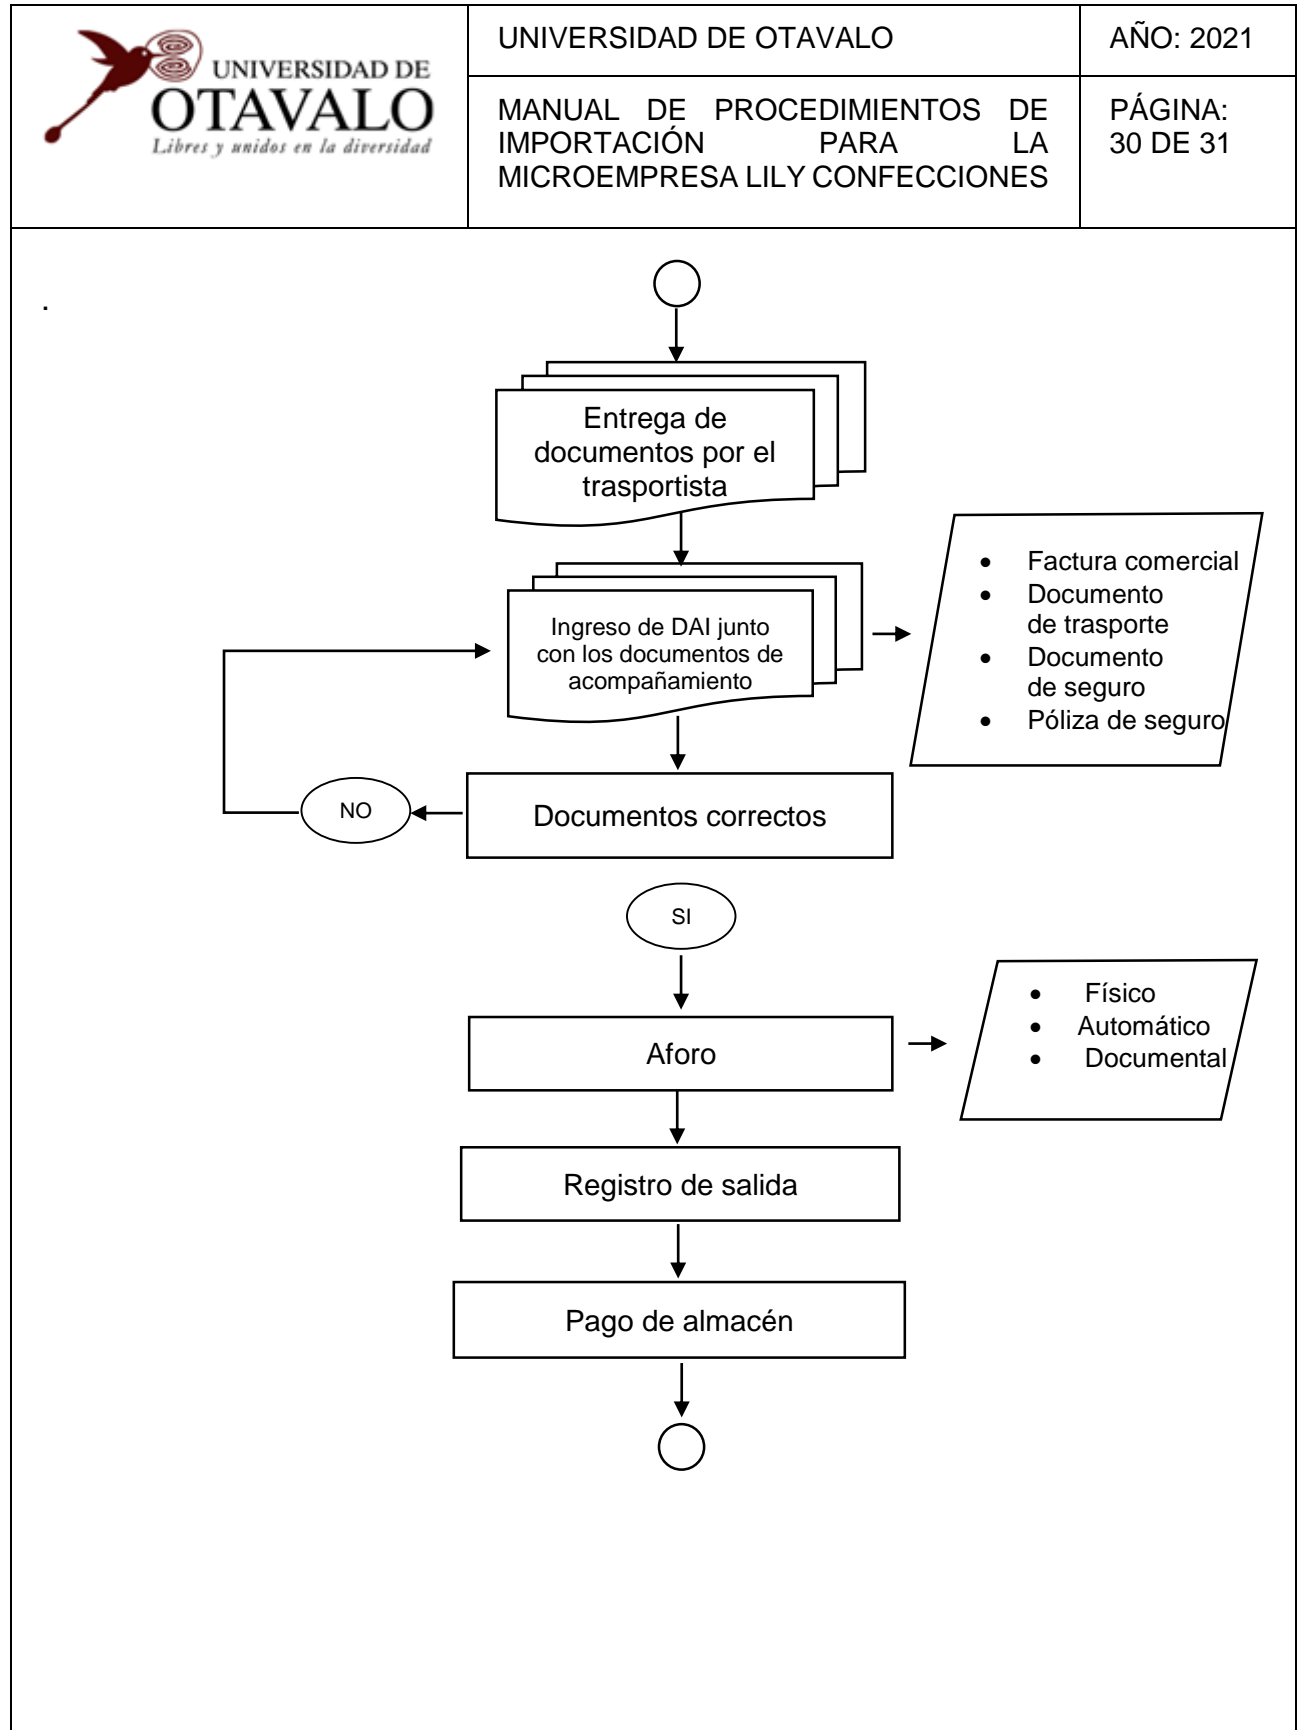 UNIVERSIDAD DE
OTAVALO
Libres y unidos en la diversidad
UNIVERSIDAD DE OTAVALO
AÑO: 2021
MANUAL DE PROCEDIMIENTOS DE
IMPORTACIÓN PARA LA
MICROEMPRESA LILY CONFECCIONES
PÁGINA:
30 DE 31
.
Entrega de
documentos por el
trasportista
Ingreso de DAI junto
con los documentos de
acompañamiento
• Factura comercial
• Documento
de trasporte
• Documento
de seguro
• Póliza de seguro
NO
Documentos correctos
SI
Aforo
• Físico
• Automático
• Documental
Registro de salida
Pago de almacén